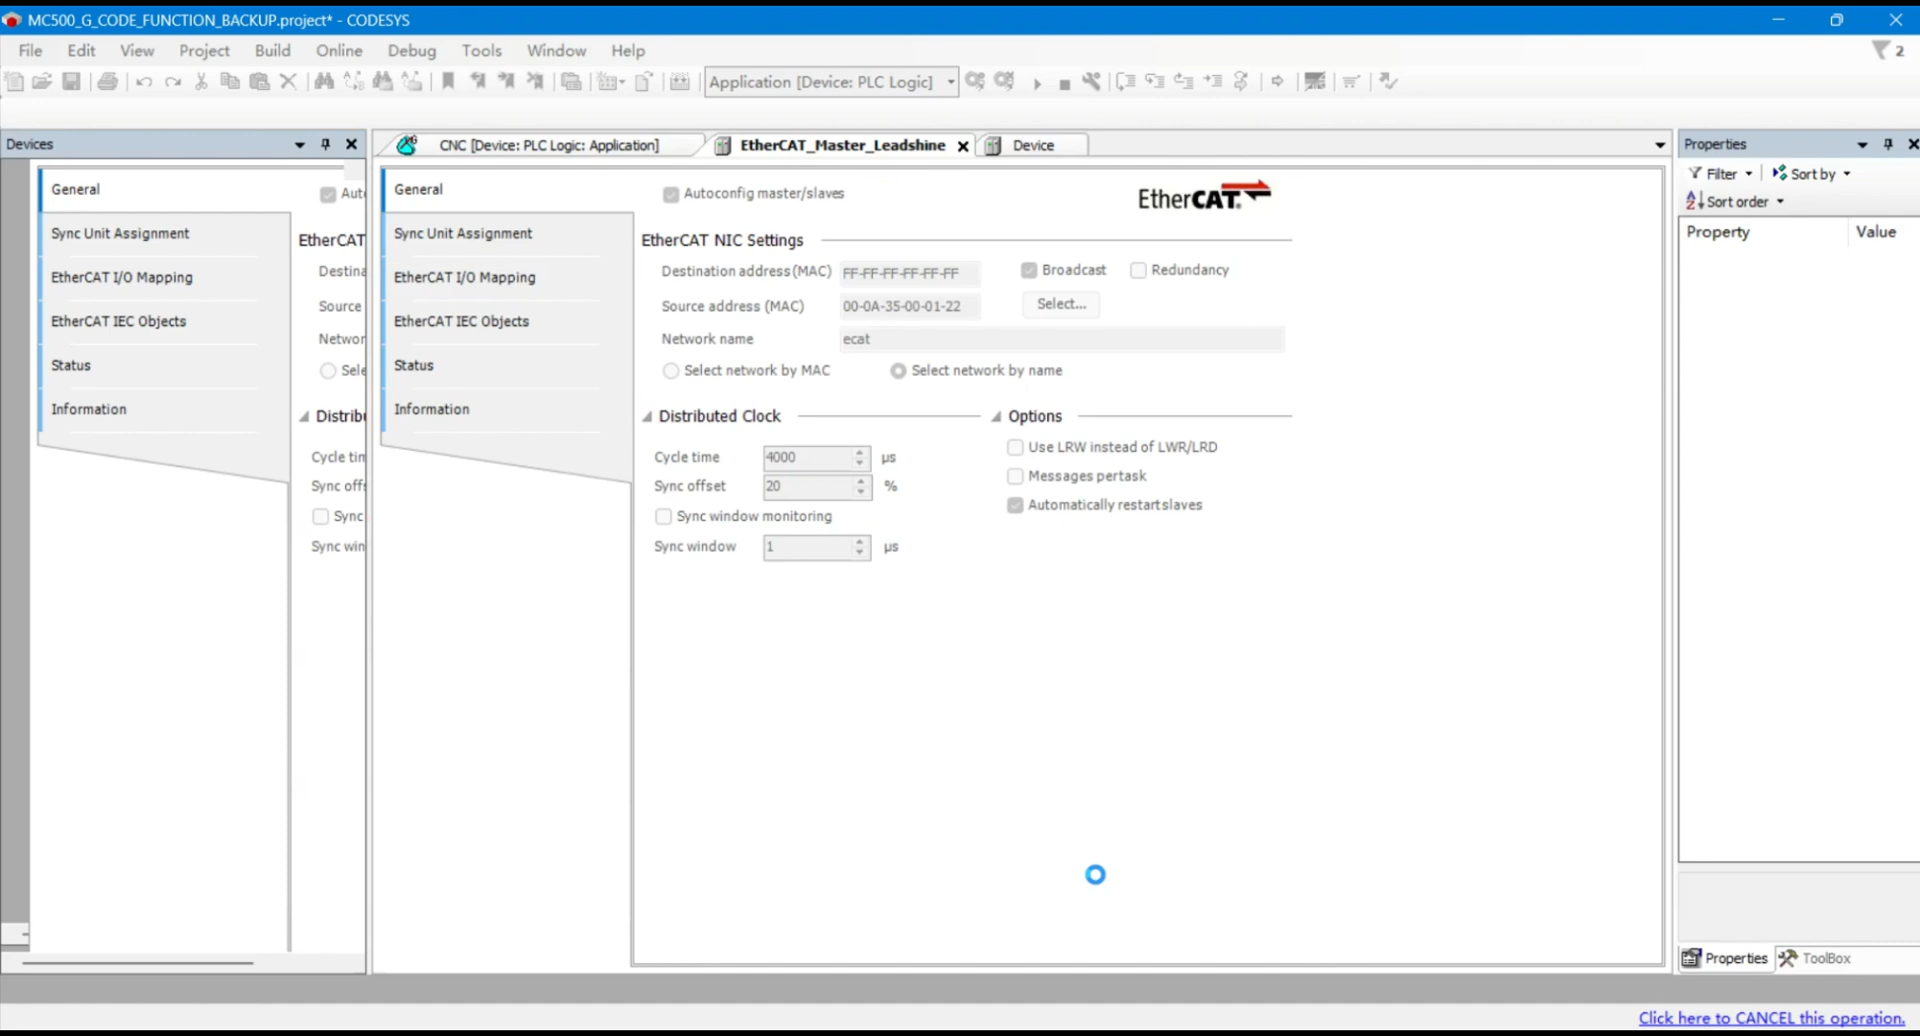 MC500_G_CODE_FUNCTION_BACKUP.project* - CODESYS
File Edit View Project Build Online Debug Tools Window Help
2
Application [Device: PLC Logic]
Devices
CNC [Device: PLC Logic: Application]
EtherCAT_Master_Leadshine
Device
Properties
General
Sync Unit Assignment
EtherCAT I/O Mapping
EtherCAT IEC Objects
Status
Information
Aut
EtherCAT
Destina
Source
Networ
Sele
Distrib
Cycle tim
Sync offs
Sync
Sync win
General
Sync Unit Assignment
EtherCAT I/O Mapping
EtherCAT IEC Objects
Status
Information
Autoconfig master/slaves
EtherCAT
EtherCAT NIC Settings
Destination address (MAC) FF-FF-FF-FF-FF-FF Broadcast Redundancy
Source address (MAC) 00-0A-35-00-01-22 Select...
Network name ecat
Select network by MAC Select network by name
Distributed Clock
Cycle time 4000 µs
Sync offset 20 %
Sync window monitoring
Sync window 1 µs
Options
Use LRW instead of LWR/LRD
Messages per task
Automatically restart slaves
Filter Sort by
Sort order
Property Value
Properties ToolBox
Click here to CANCEL this operation.